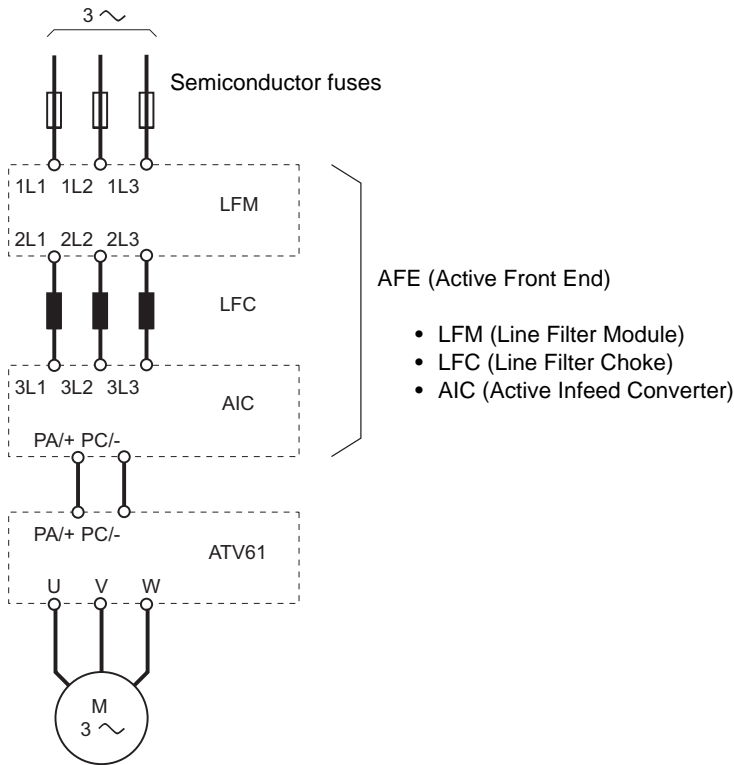 3 ~
Semiconductor fuses
1L1 1L2 1L3
LFM
2L1 2L2 2L3
LFC
3L1 3L2 3L3
AIC
PA/+ PC/-
AFE (Active Front End)
• LFM (Line Filter Module)
• LFC (Line Filter Choke)
• AIC (Active Infeed Converter)
PA/+ PC/-
ATV61
U V W
M
3 ~